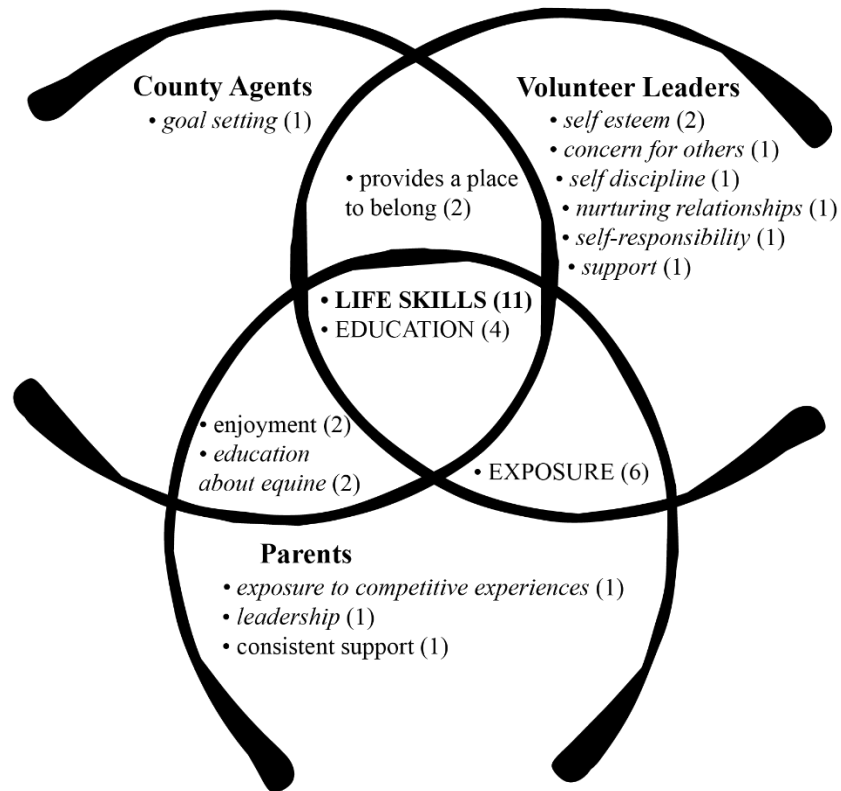 County Agents
• goal setting (1)
Volunteer Leaders
• self esteem (2)
• concern for others (1)
• self discipline (1)
• nurturing relationships (1)
• self-responsibility (1)
• support (1)
• provides a place
to belong (2)
• LIFE SKILLS (11)
• EDUCATION (4)
• enjoyment (2)
• education
about equine (2)
• EXPOSURE (6)
Parents
• exposure to competitive experiences (1)
• leadership (1)
• consistent support (1)